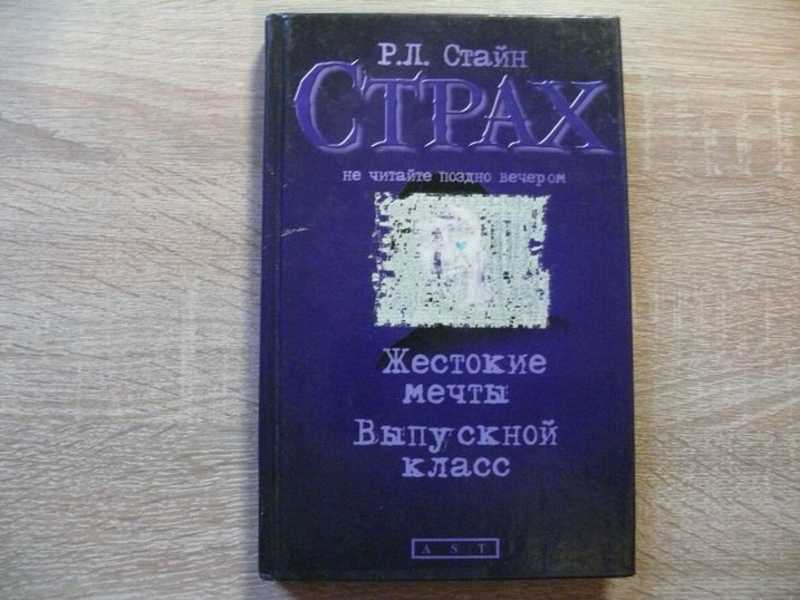 Р.Л. Стайн
Страх
не читайте поздно вечером
Жестокие
мечты
Выпускной
класс
AST